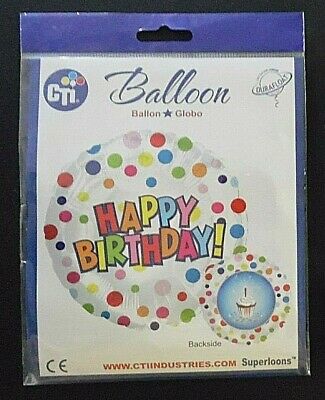 CTI
Balloon
Ballon ★ Globo
DURAFLOAT
HAPPY
BIRTHDAY!
Backside
CE WWW.CTIINDUSTRIES.COM Superloons™